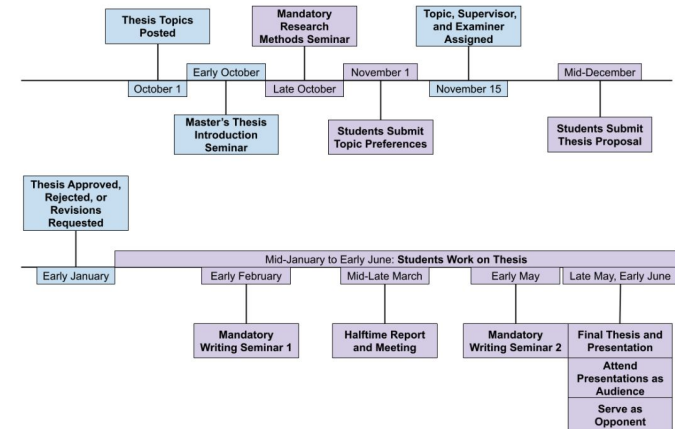 Thesis Topics
Posted
Mandatory
Research
Methods Seminar
Topic, Supervisor,
and Examiner
Assigned
Early October
November 1
Mid-December
October 1
Late October
November 15
Master's Thesis
Introduction
Seminar
Students Submit
Topic Preferences
Students Submit
Thesis Proposal
Thesis Approved,
Rejected, or
Revisions
Requested
Mid-January to Early June: Students Work on Thesis
Early January
Early February
Mid-Late March
Early May
Late May, Early June
Mandatory
Writing Seminar 1
Halftime Report
and Meeting
Mandatory
Writing Seminar 2
Final Thesis and
Presentation
Attend
Presentations as
Audience
Serve as
Opponent